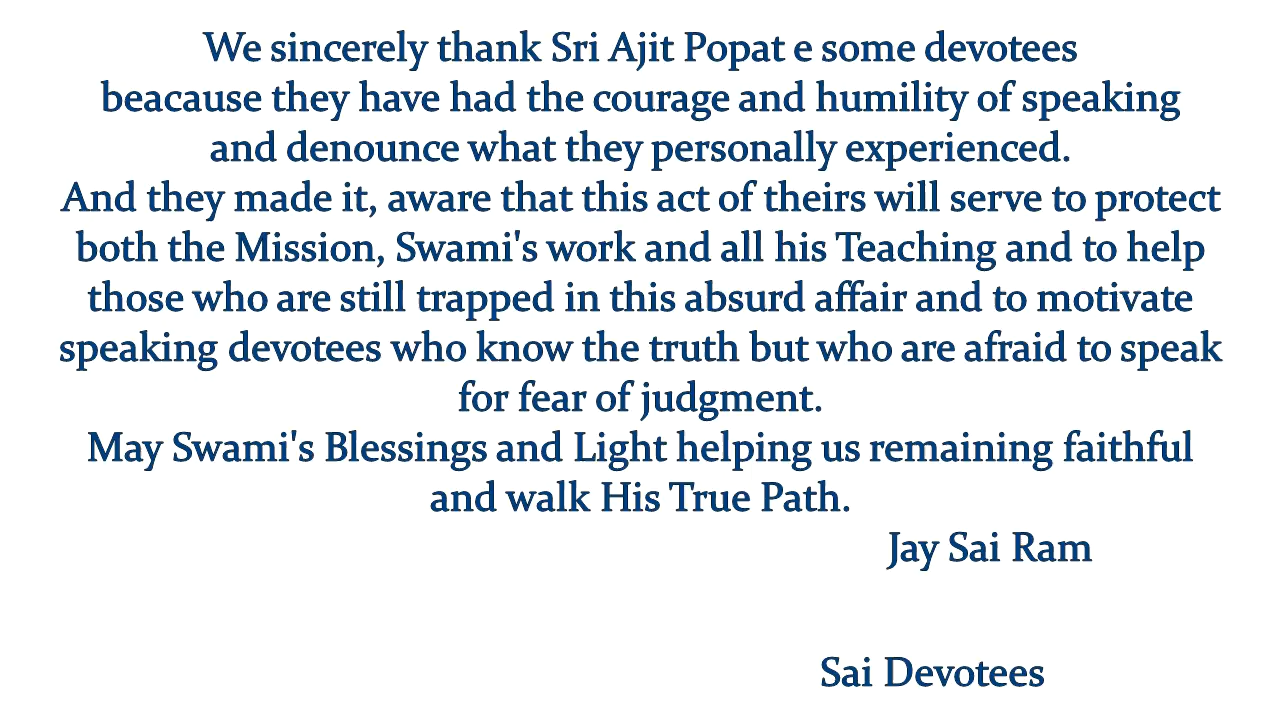 We sincerely thank Sri Ajit Popat e some devotees
beacause they have had the courage and humility of speaking
and denounce what they personally experienced.
And they made it, aware that this act of theirs will serve to protect
both the Mission, Swami's work and all his Teaching and to help
those who are still trapped in this absurd affair and to motivate
speaking devotees who know the truth but who are afraid to speak
for fear of judgment.
May Swami's Blessings and Light helping us remaining faithful
and walk His True Path.
Jay Sai Ram
Sai Devotees